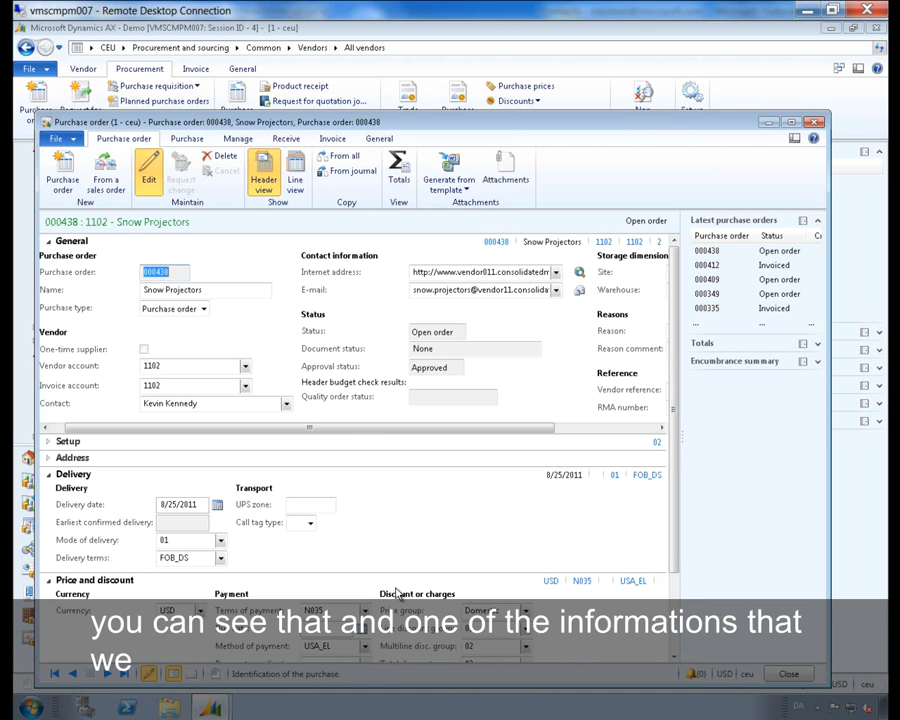 vmscmpm007 - Remote Desktop Connection
Microsoft Dynamics AX - Demo [VMSCMPM007: Session ID - 4] - [1 - ceu]
CEU ▸ Procurement and sourcing ▸ Common ▸ Vendors ▸ All vendors
File Vendor Procurement Invoice General
Purchase requisition Product receipt Purchase prices
Planned purchase orders Request for quotation jo... Discounts
Purchase order (1 - ceu) - Purchase order: 000438, Snow Projectors, Purchase order: 000438
File Purchase order Purchase Manage Receive Invoice General
Purchase order From a sales order Edit Request change Delete Cancel Header view Line view From all From journal Totals Generate from template Attachments
New Maintain Show Copy View Attachments
000438 : 1102 - Snow Projectors Open order
General 000438 Snow Projectors 1102 1102 2
Purchase order Contact information Storage dimension
Purchase order: 000438 Internet address: http://www.vendor011.consolidatedm Site:
Name: Snow Projectors E-mail: snow.projectors@vendor11.consolida Warehouse:
Purchase type: Purchase order Status Reasons
Vendor Status: Open order Reason:
One-time supplier: Document status: None Reason comment:
Vendor account: 1102 Approval status: Approved Reference
Invoice account: 1102 Header budget check results: Vendor reference:
Contact: Kevin Kennedy Quality order status: RMA number:
Setup 02
Address
Delivery 8/25/2011 01 FOB_DS
Delivery Transport
Delivery date: 8/25/2011 UPS zone:
Earliest confirmed delivery: Call tag type:
Mode of delivery: 01
Delivery terms: FOB_DS
Price and discount USD N035 USA_EL
Currency Payment Discount or charges
Currency: USD Terms of payment: N035 Price group: Domestic
Method of payment: USA_EL Multiline disc. group: 02
Latest purchase orders
Purchase order Status
000438 Open order
000412 Invoiced
000409 Open order
000349 Open order
000335 Invoiced
... ... ...
Totals
Encumbrance summary
you can see that and one of the informations that
we
Identification of the purchase. (0) USD ceu Close
USD ceu
DA